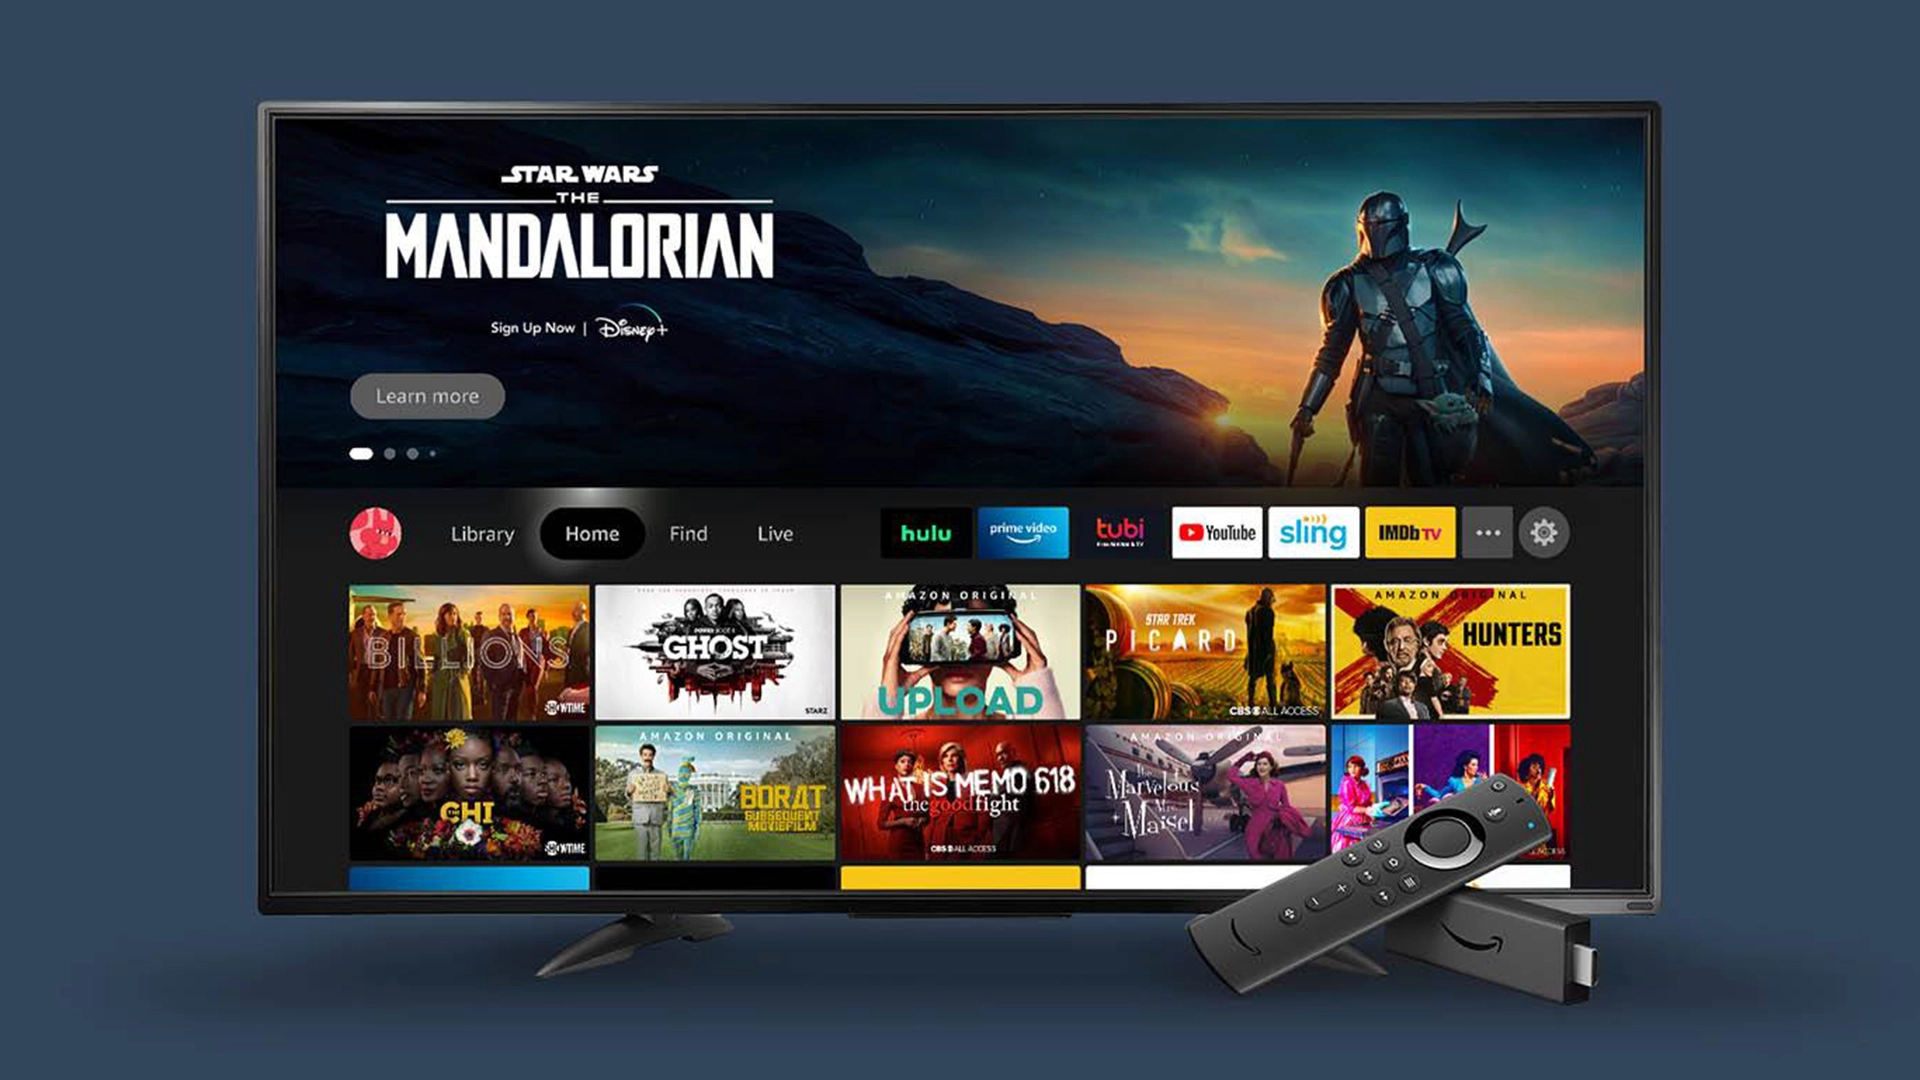 STAR WARS
THE
MANDALORIAN
Sign Up Now | Disney+
Learn more
Library Home Find Live hulu prime video tubi YouTube sling IMDb TV
BILLIONS
SHOWTIME
GHOST
STARZ
AMAZON ORIGINAL
UPLOAD
STAR TREK
PICARD
CBS ALL ACCESS
AMAZON ORIGINAL
HUNTERS
THE CHI
SHOWTIME
AMAZON ORIGINAL
BORAT
SUBSEQUENT
MOVIEFILM
WHAT IS MEMO 618
thegoodfight
CBS ALL ACCESS
AMAZON ORIGINAL
The
Marvelous
Mrs.
Maisel